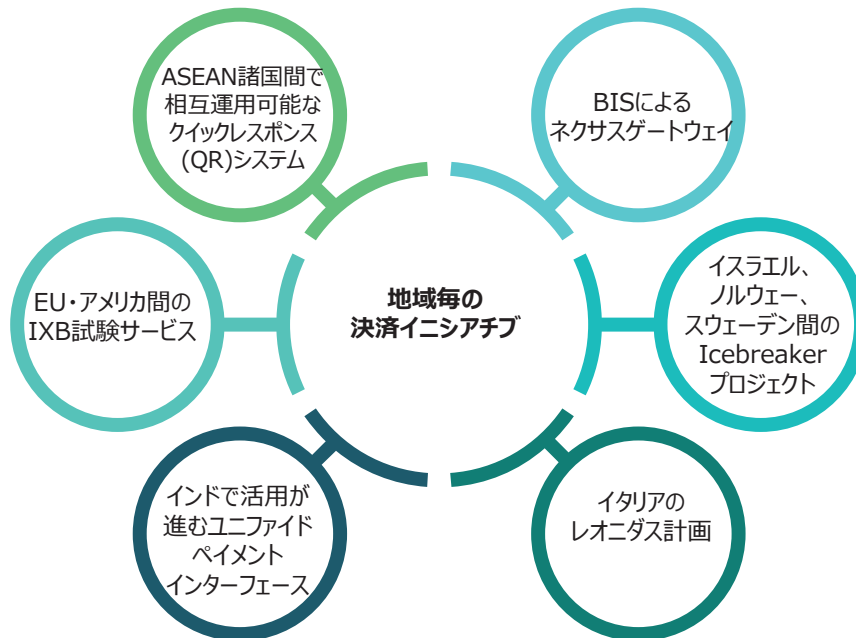 ASEAN諸国間で
相互運用可能な
クイックレスポンス
(QR)システム
BISによる
ネクサスゲートウェイ
EU・アメリカ間の
IXB試験サービス
地域毎の
決済イニシアチブ
イスラエル、
ノルウェー、
スウェーデン間の
Icebreaker
プロジェクト
インドで活用が
進むユニファイド
ペイメント
インターフェース
イタリアの
レオニダス計画